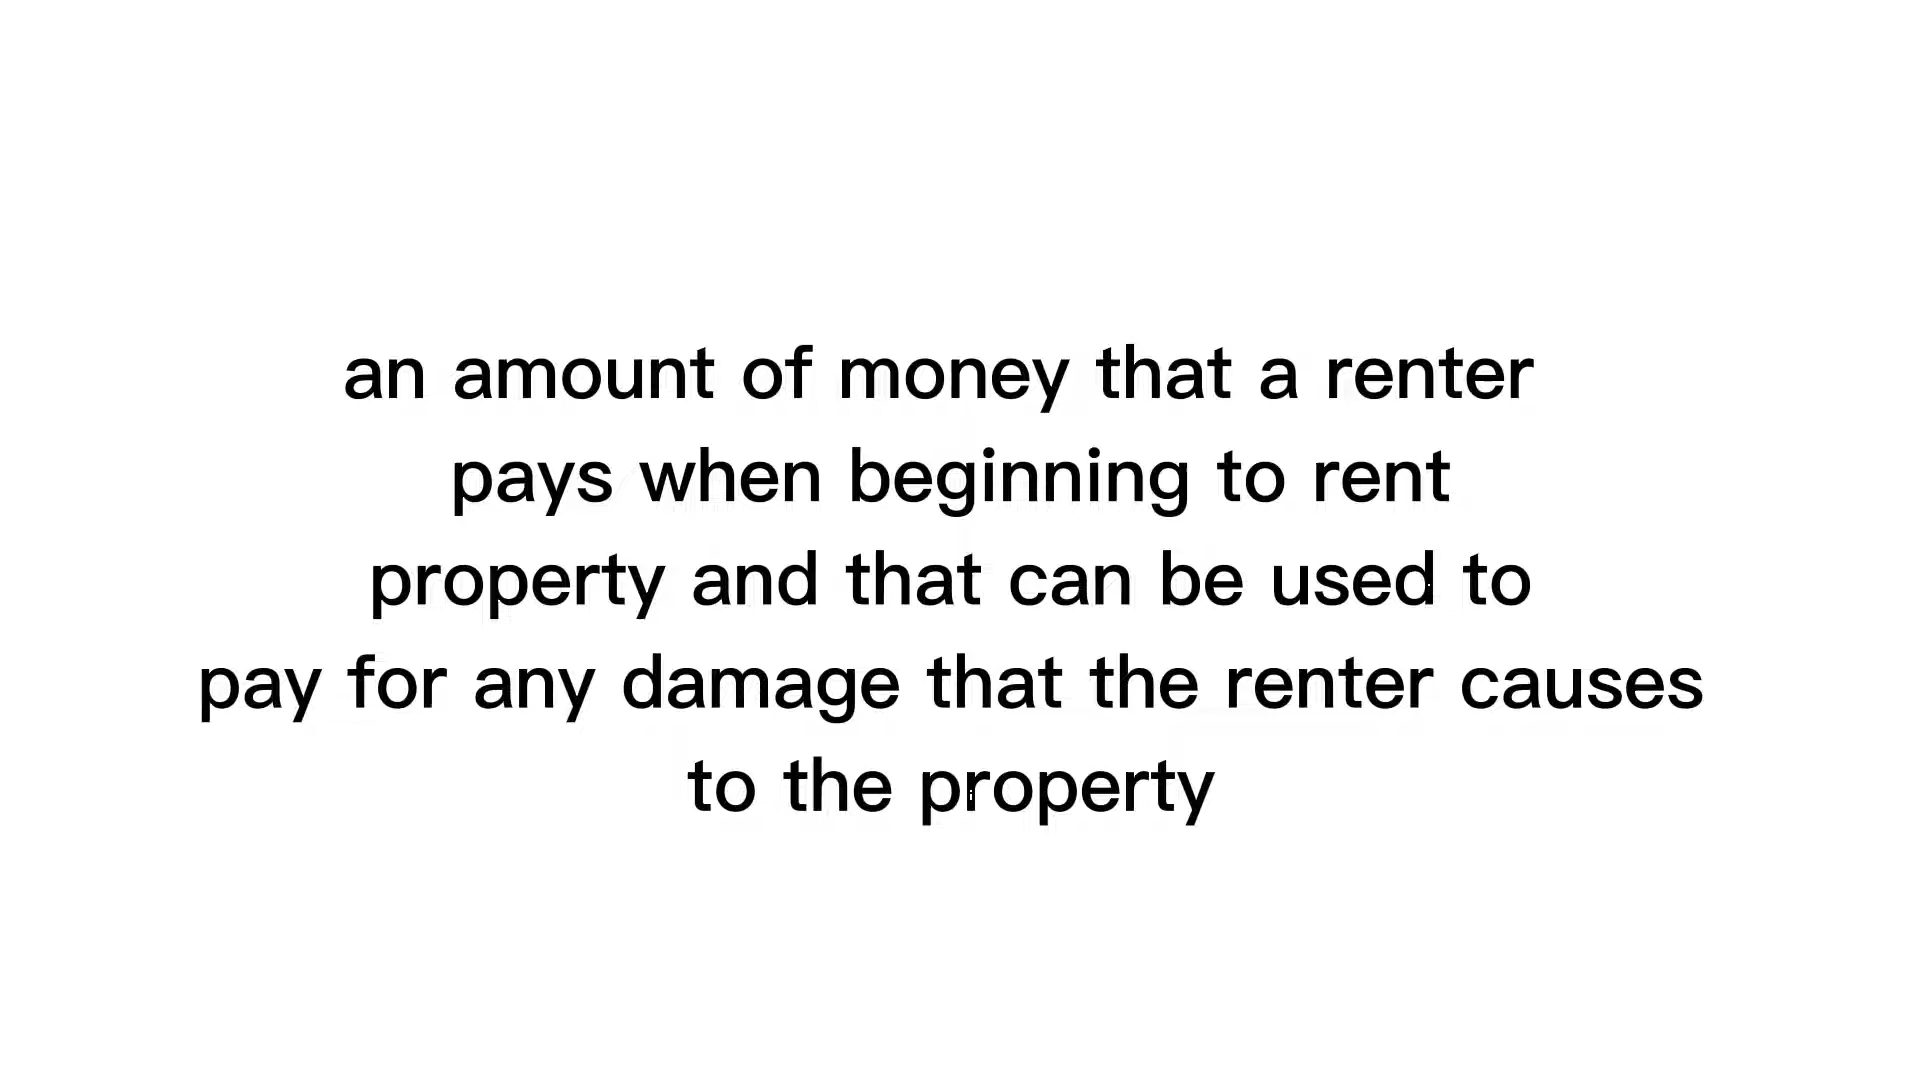 an amount of money that a renter
pays when beginning to rent
property and that can be used to
pay for any damage that the renter causes
to the property